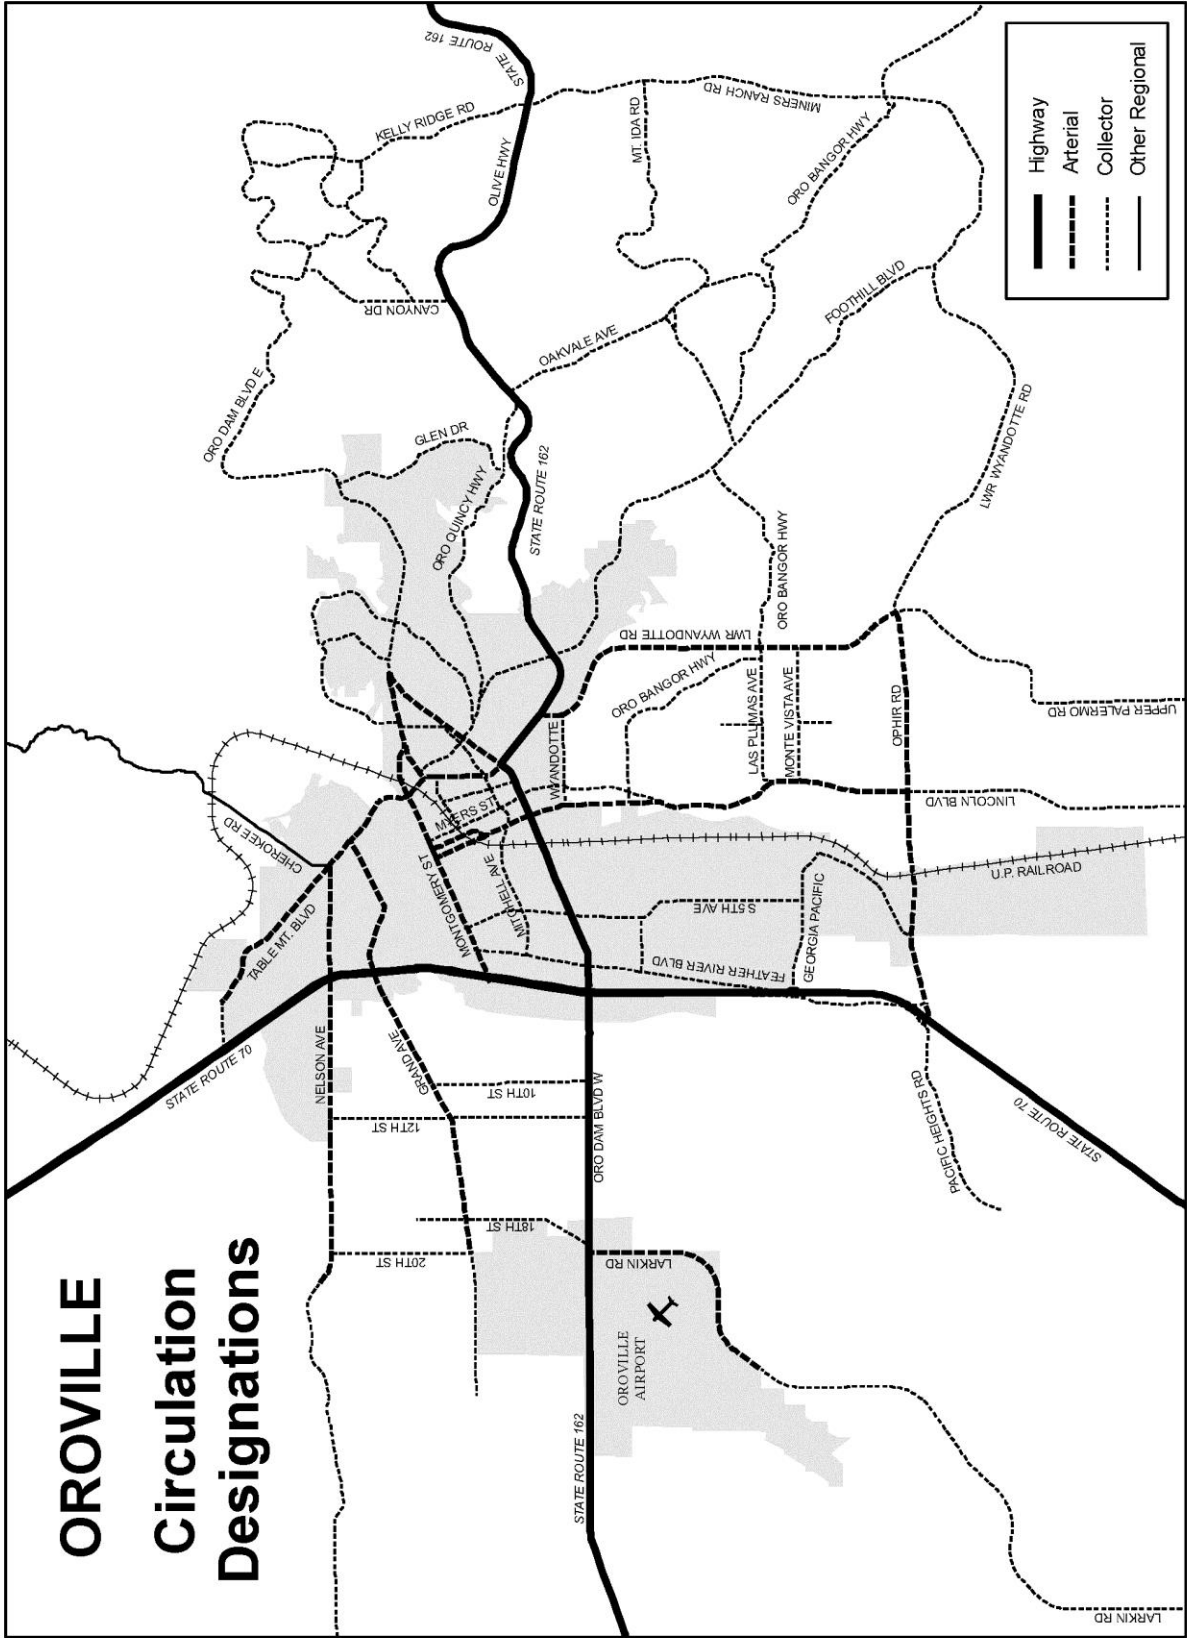 OROVILLE
Circulation
Designations
Highway
Arterial
Collector
Other Regional
STATE
ROUTE 162
KELLY RIDGE RD
OLIVE HWY
MT. IDA RD
MINERS RANCH RD
ORO BANGOR HWY
CANYON DR
ORO DAM BLVD E
OAKVALE AVE
FOOTHILL BLVD
GLEN DR
ORO QUINCY HWY
STATE ROUTE 162
LWR WYANDOTTE RD
ORO BANGOR HWY
LWR WYANDOTTE RD
ORO BANGOR HWY
WYANDOTTE
LAS PLUMAS AVE
MONTE VISTA AVE
OPHIR RD
UPPER PALERMO RD
LINCOLN BLVD
CHEROKEE RD
MYERS ST
MONTGOMERY ST
MITCHELL AVE
TABLE MT. BLVD
S 5TH AVE
FEATHER RIVER BLVD
GEORGIA PACIFIC
U.P. RAILROAD
STATE ROUTE 70
NELSON AVE
GRAND AVE
10TH ST
12TH ST
ORO DAM BLVD W
PACIFIC HEIGHTS RD
STATE ROUTE 70
18TH ST
20TH ST
LARKIN RD
OROVILLE
AIRPORT
STATE ROUTE 162
LARKIN RD